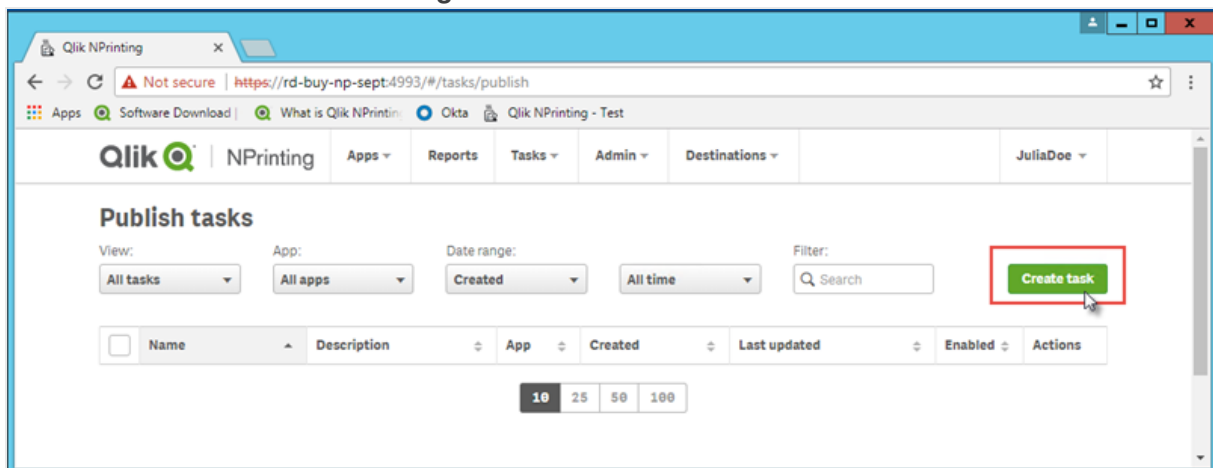 Qlik NPrinting
Not secure | https://rd-buy-np-sept:4993/#/tasks/publish
Apps Software Download | What is Qlik NPrinting Okta Qlik NPrinting - Test
Qlik NPrinting Apps Reports Tasks Admin Destinations JuliaDoe
Publish tasks
View: App: Date range: Filter:
All tasks All apps Created All time Search Create task
Name Description App Created Last updated Enabled Actions
10 25 50 100